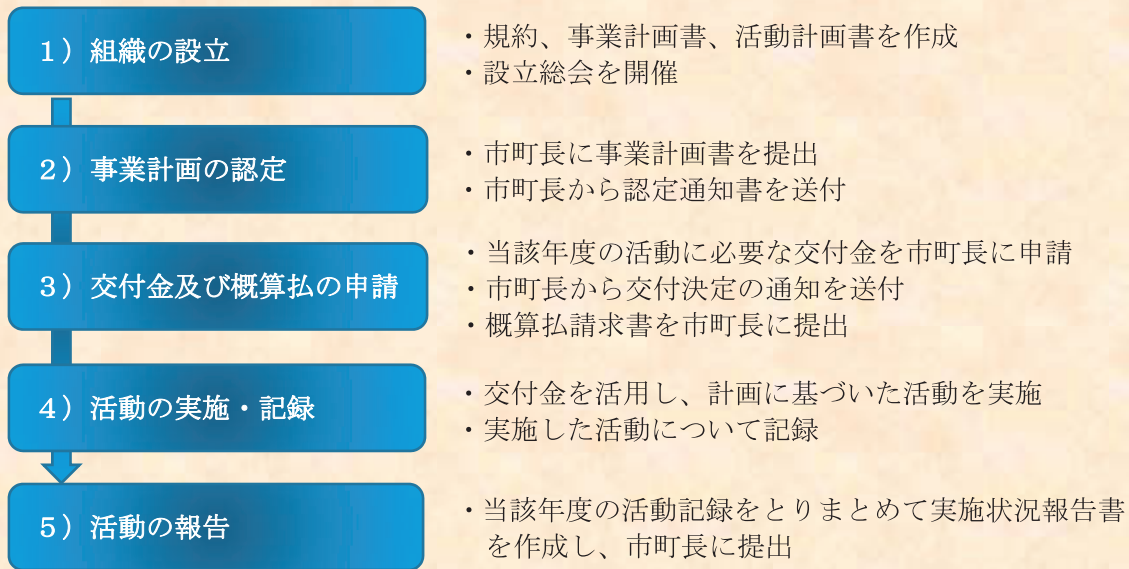 １）組織の設立
・規約、事業計画書、活動計画書を作成
・設立総会を開催
２）事業計画の認定
・市町長に事業計画書を提出
・市町長から認定通知書を送付
３）交付金及び概算払の申請
・当該年度の活動に必要な交付金を市町長に申請
・市町長から交付決定の通知を送付
・概算払請求書を市町長に提出
４）活動の実施・記録
・交付金を活用し、計画に基づいた活動を実施
・実施した活動について記録
５）活動の報告
・当該年度の活動記録をとりまとめて実施状況報告書
を作成し、市町長に提出